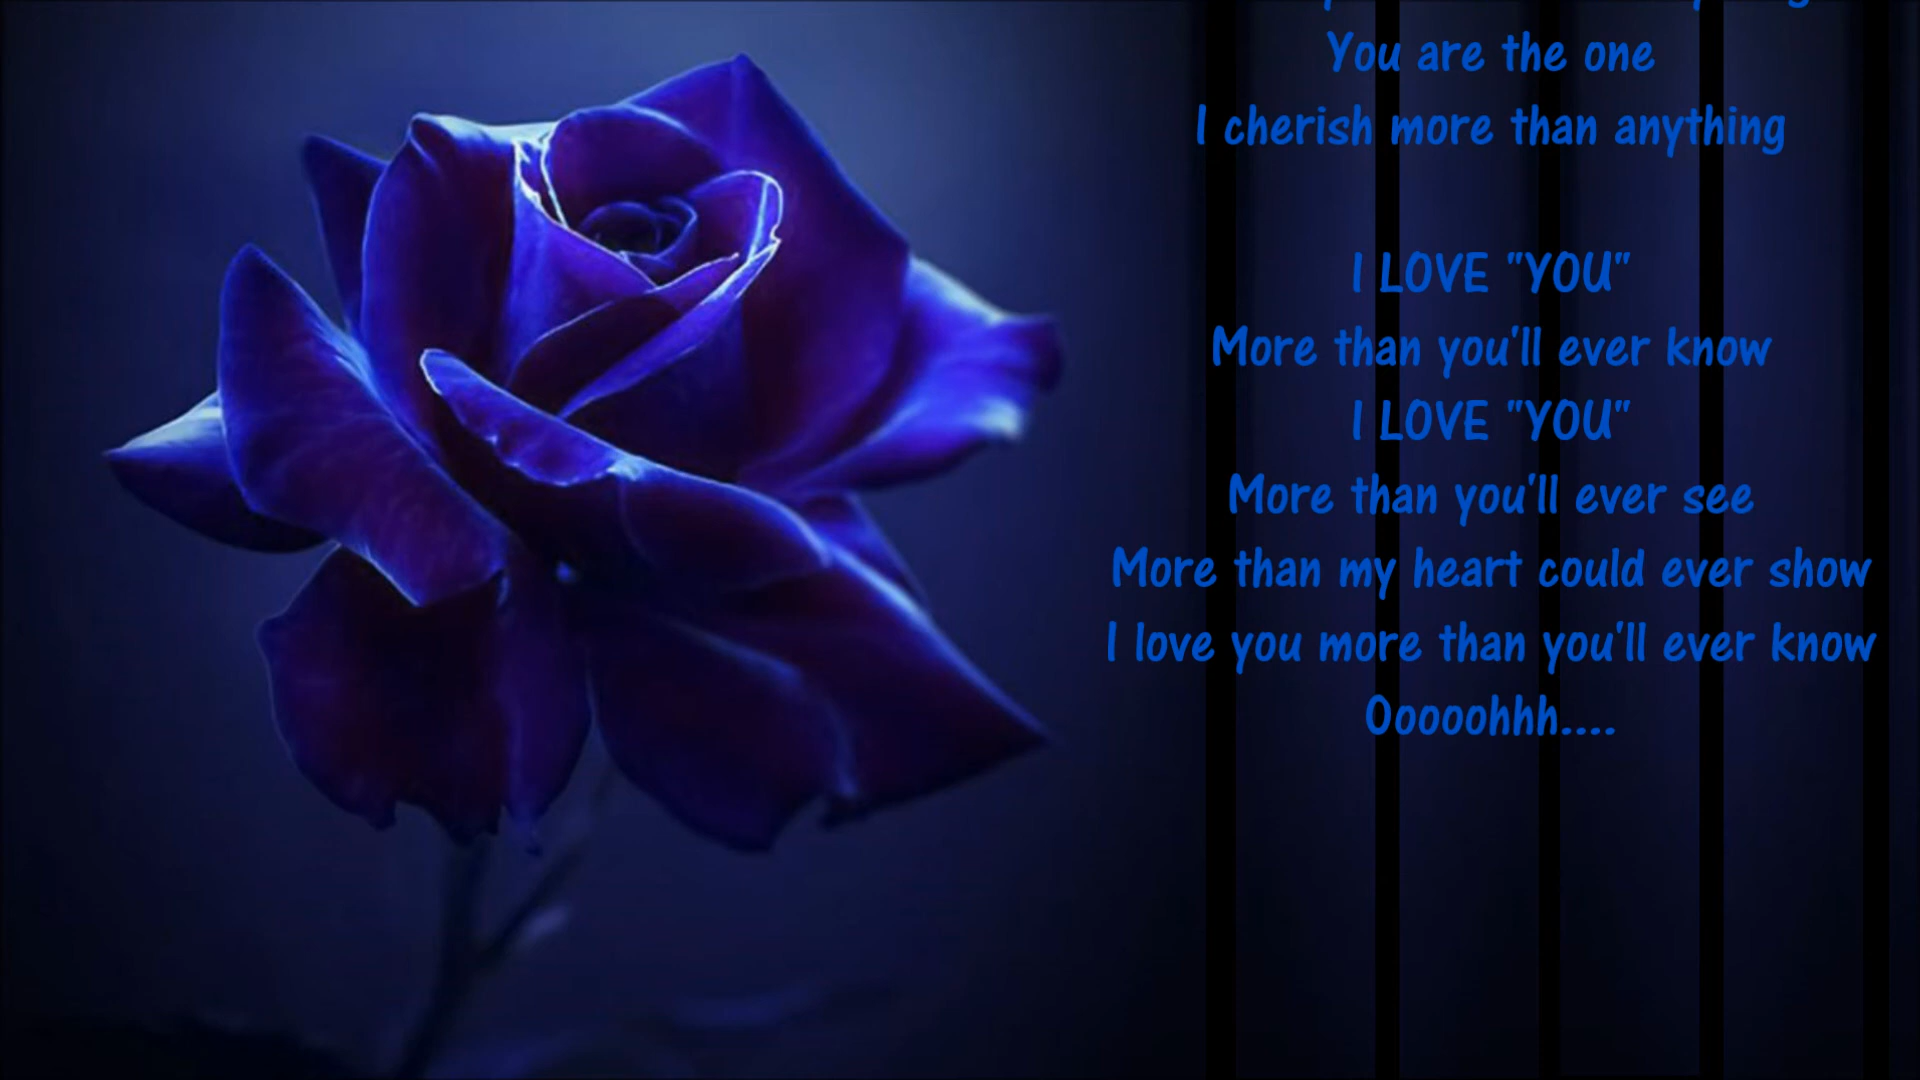 You are the one
I cherish more than anything
I LOVE "YOU"
More than you'll ever know
I LOVE "YOU"
More than you'll ever see
More than my heart could ever show
I love you more than you'll ever know
Ooooohhh....